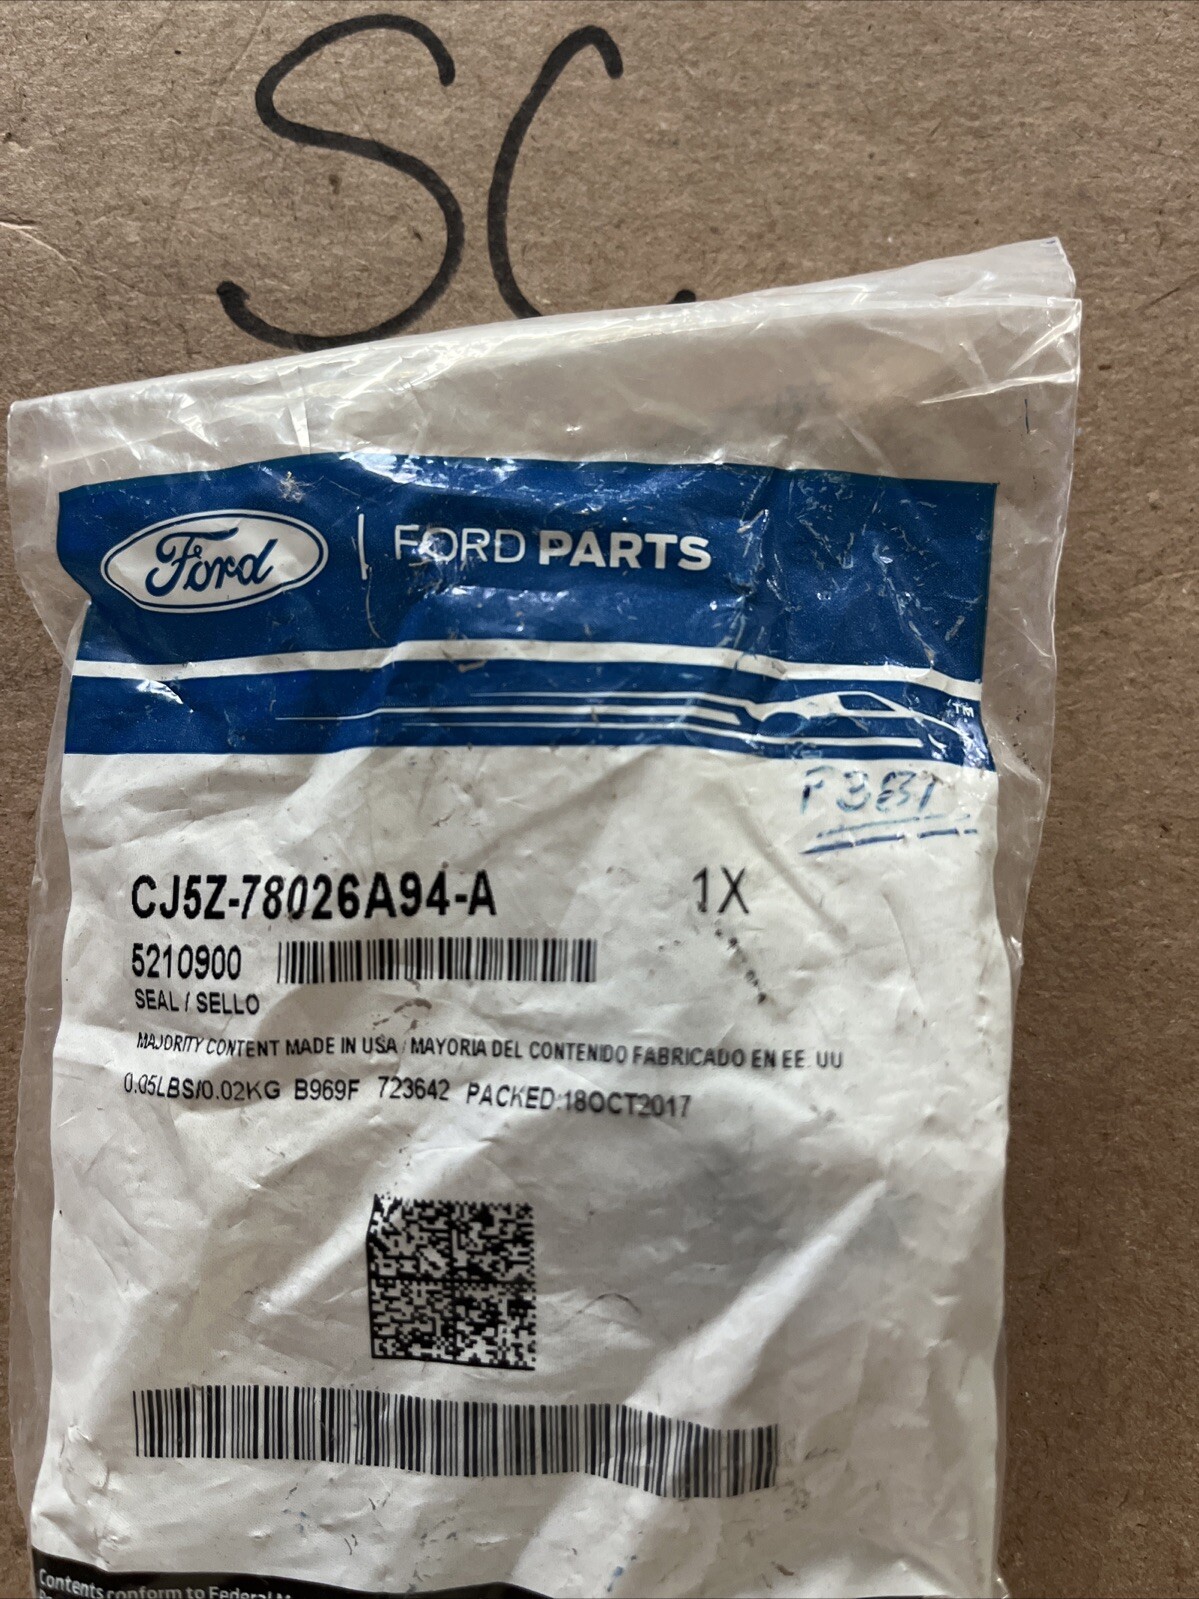 SC
Ford | FORD PARTS
TM
CJ5Z-78026A94-A 1X
5210900
SEAL / SELLO
MAJORITY CONTENT MADE IN USA / MAYORIA DEL CONTENIDO FABRICADO EN EE. UU
0.05LBS/0.02KG B969F 723642 PACKED:18OCT2017
Contents conform to Federal M